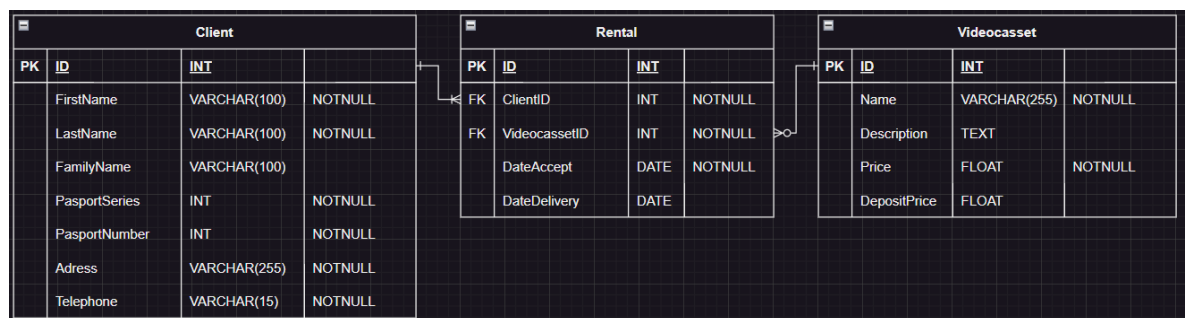 Client
PK ID INT
FirstName VARCHAR(100) NOTNULL
LastName VARCHAR(100) NOTNULL
FamilyName VARCHAR(100)
PasportSeries INT NOTNULL
PasportNumber INT NOTNULL
Adress VARCHAR(255) NOTNULL
Telephone VARCHAR(15) NOTNULL
Rental
PK ID INT
FK ClientID INT NOTNULL
FK VideocassetID INT NOTNULL
DateAccept DATE NOTNULL
DateDelivery DATE
Videocasset
PK ID INT
Name VARCHAR(255) NOTNULL
Description TEXT
Price FLOAT NOTNULL
DepositPrice FLOAT